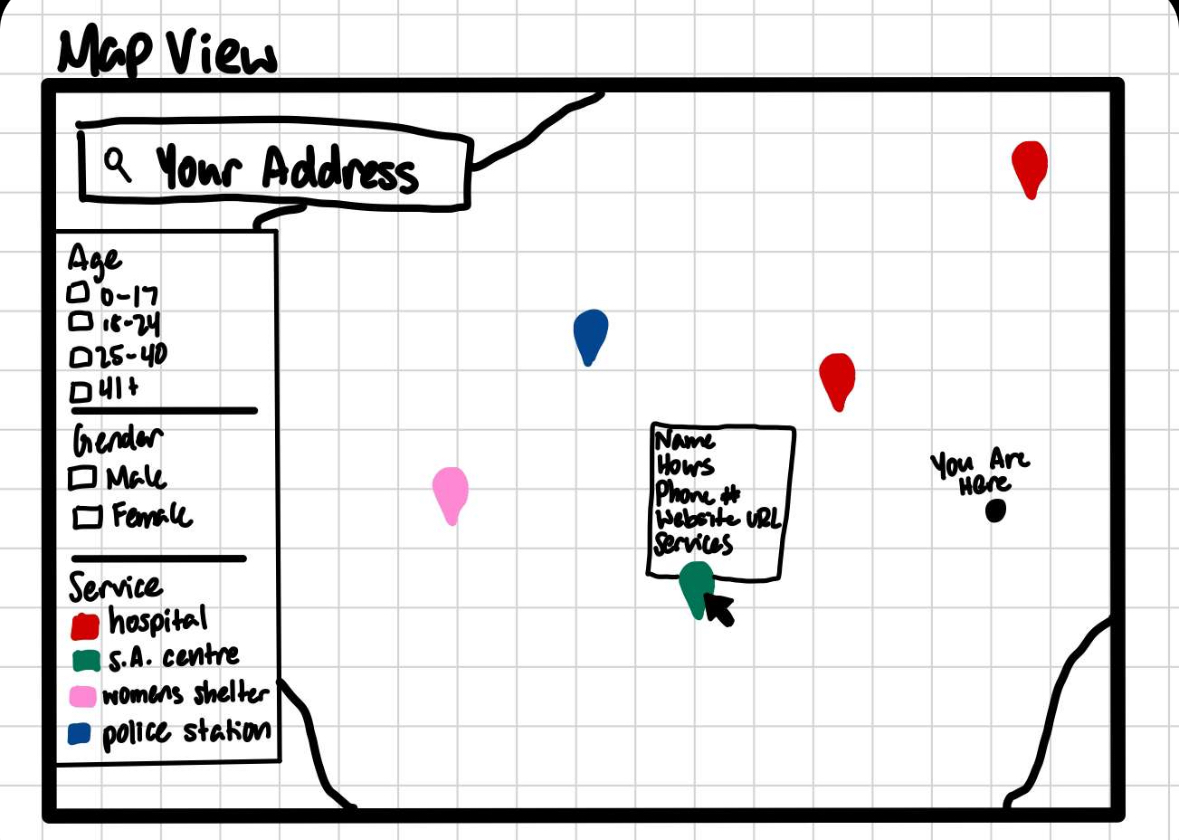 Map View
Your Address
Age
0-17
18-24
25-40
41+
Gender
Male
Female
Service
hospital
S.A. centre
womens shelter
police station
Name
Hours
Phone #
Website URL
Services
You Are
Here